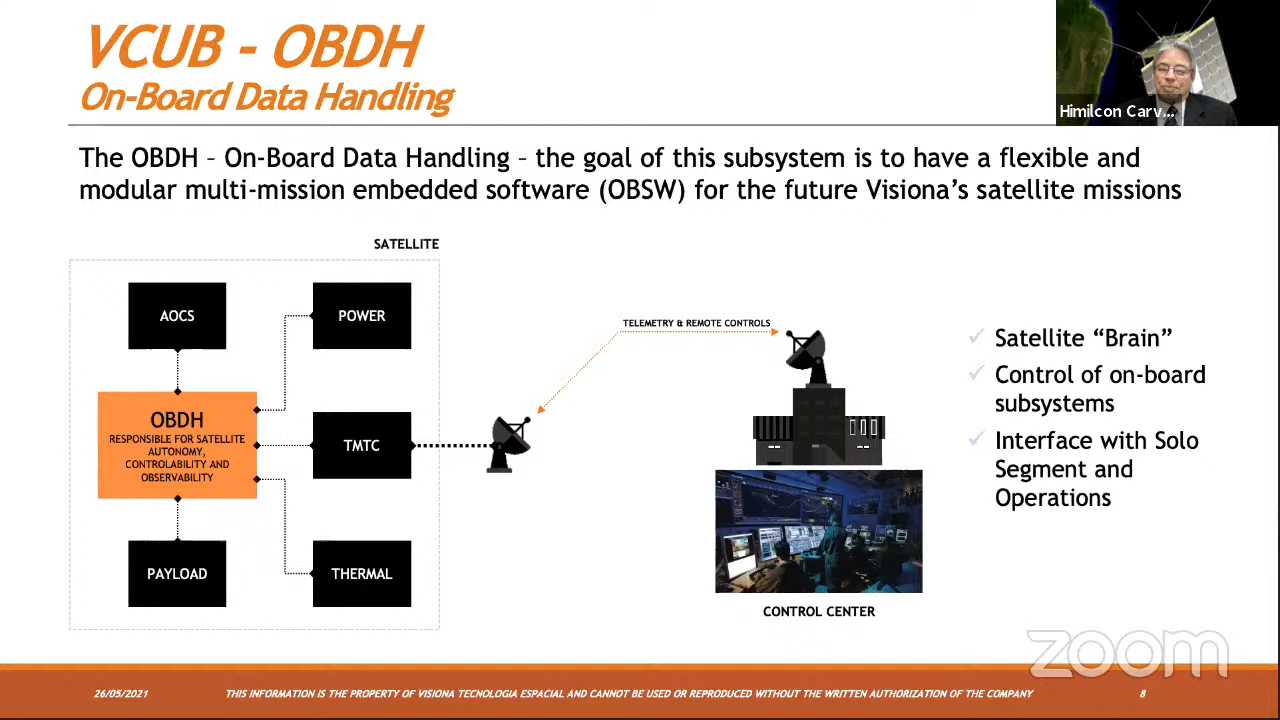 VCUB - OBDH
On-Board Data Handling
Himilcon Carv...
The OBDH – On-Board Data Handling – the goal of this subsystem is to have a flexible and
modular multi-mission embedded software (OBSW) for the future Visiona's satellite missions
SATELLITE
AOCS
POWER
OBDH
RESPONSIBLE FOR SATELLITE
AUTONOMY,
CONTROLABILITY AND
OBSERVABILITY
TMTC
PAYLOAD
THERMAL
TELEMETRY & REMOTE CONTROLS
CONTROL CENTER
Satellite “Brain”
Control of on-board
subsystems
Interface with Solo
Segment and
Operations
zoom
26/05/2021
THIS INFORMATION IS THE PROPERTY OF VISIONA TECNOLOGIA ESPACIAL AND CANNOT BE USED OR REPRODUCED WITHOUT THE WRITTEN AUTHORIZATION OF THE COMPANY
8